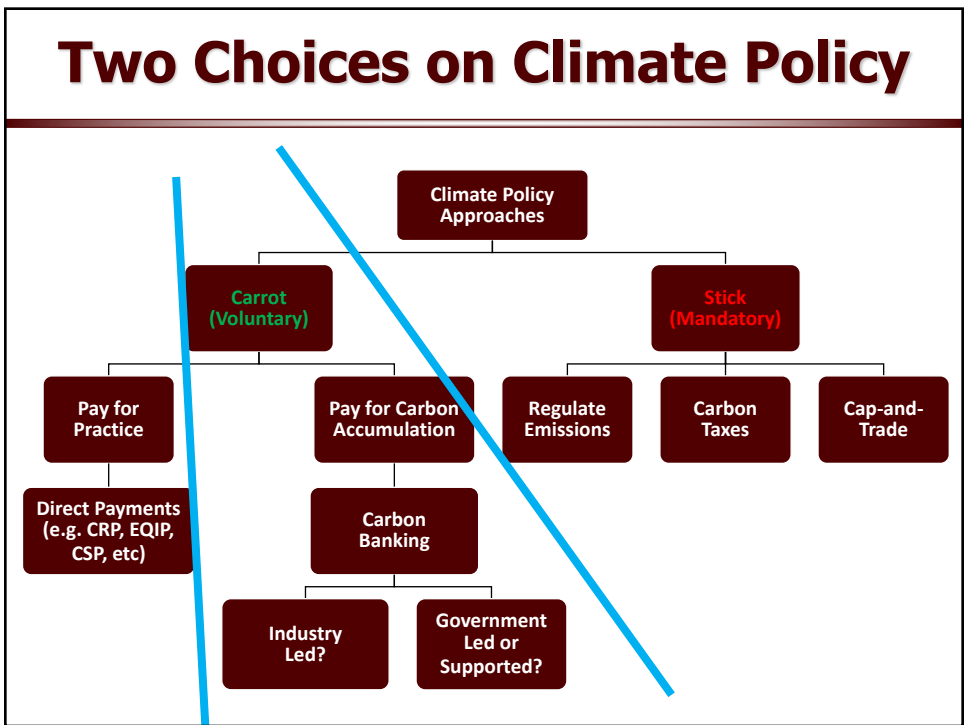 Two Choices on Climate Policy
Climate Policy
Approaches
Carrot
(Voluntary)
Stick
(Mandatory)
Pay for
Practice
Pay for Carbon
Accumulation
Regulate
Emissions
Carbon
Taxes
Cap-and-
Trade
Direct Payments
(e.g. CRP, EQIP,
CSP, etc)
Carbon
Banking
Industry
Led?
Government
Led or
Supported?